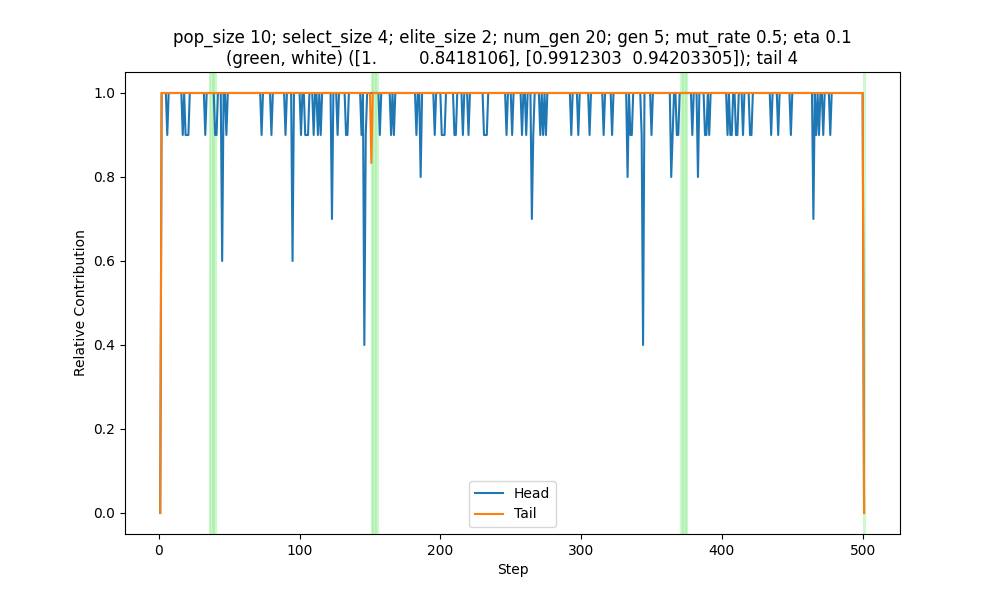 pop_size 10; select_size 4; elite_size 2; num_gen 20; gen 5; mut_rate 0.5; eta 0.1
(green, white) ([1.        0.8418106], [0.9912303  0.94203305]); tail 4
1.0
0.8
0.6
0.4
0.2
0.0
Relative Contribution
Head
Tail
0
100
200
300
400
500
Step